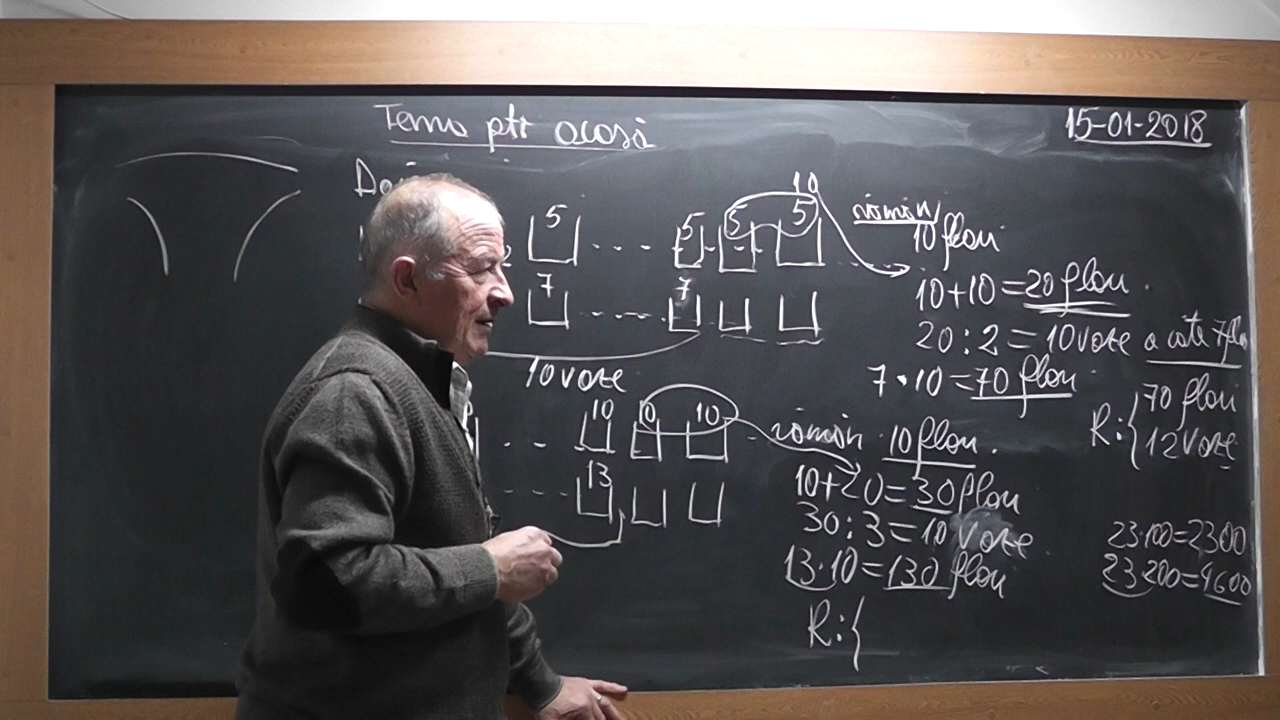 Temă ptr acasă
15-01-2018
10
5 ... 5 5 5
rămân
10 flori
7 ... 7
10+10=20 flori.
20:2=10 vaze a câte 7 flori
10 vaze
7·10=70 flori
70 flori
R:{ 12 vaze
.. 10 10 10
rămân 10 flori.
13
10+20=30 flori
30:3=10 vaze
23·100=2300
13·10=130 flori
23·200=4600
R:{